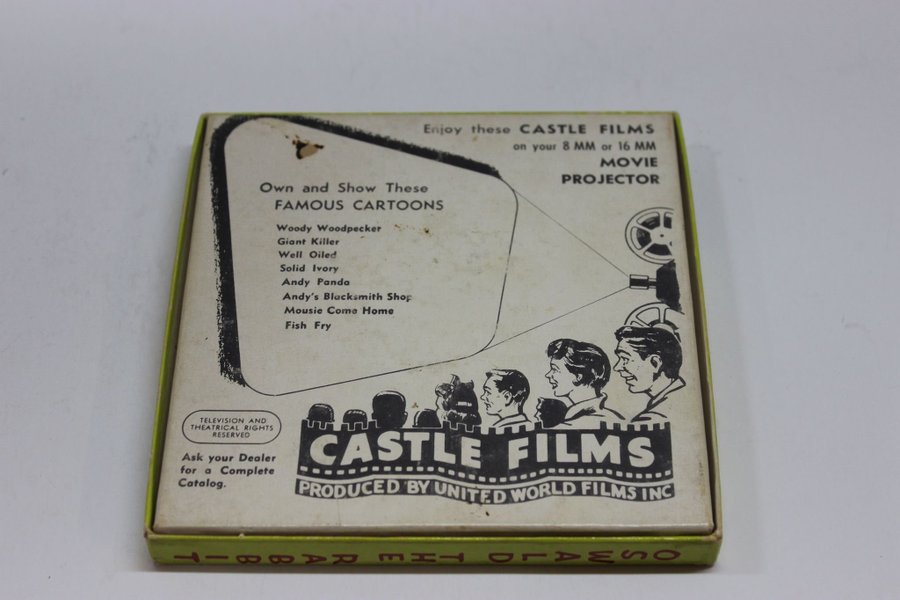 Enjoy these CASTLE FILMS
on your 8 MM or 16 MM
MOVIE
PROJECTOR
Own and Show These
FAMOUS CARTOONS
Woody Woodpecker
Giant Killer
Well Oiled
Solid Ivory
Andy Panda
Andy's Blacksmith Shop
Mousie Come Home
Fish Fry
TELEVISION AND
THEATRICAL RIGHTS
RESERVED
Ask your Dealer
for a Complete
Catalog.
CASTLE FILMS
PRODUCED BY UNITED WORLD FILMS INC
OSWALD THE RABBIT